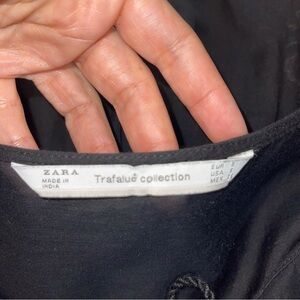 ZARA
MADE IN
INDIA
Trafaluc collection
EUR
USA
MEX